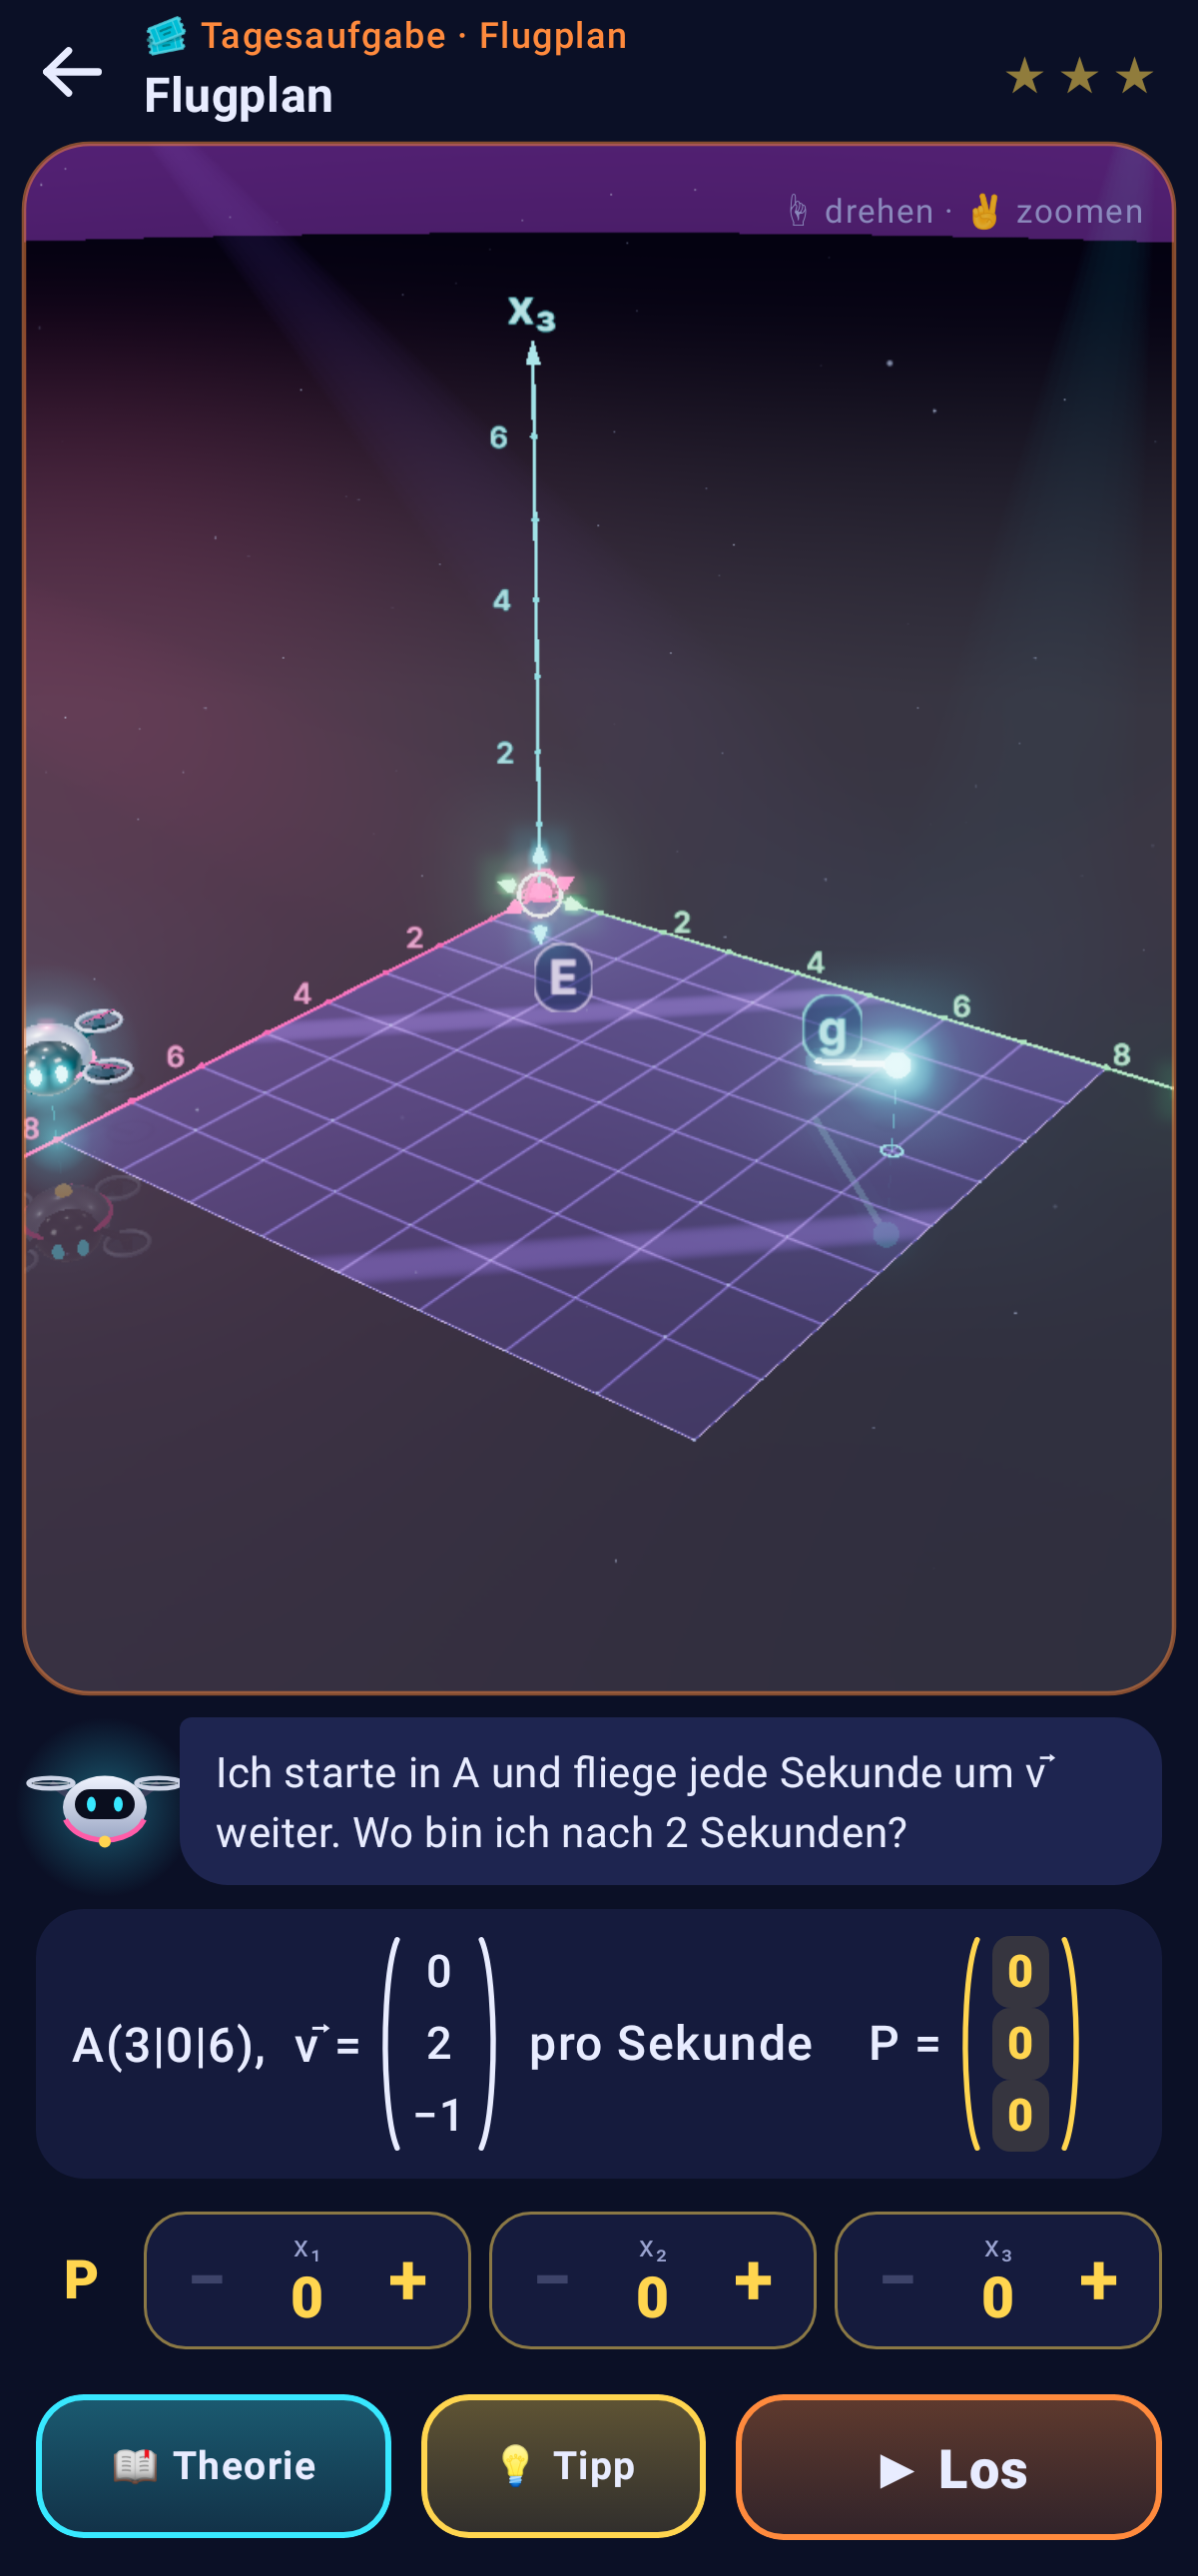 Tagesaufgabe · Flugplan
Flugplan
drehen · zoomen
x₃
6
4
2
2
4
6
8
2
4
6
8
E
g
Ich starte in A und fliege jede Sekunde um v⃗
weiter. Wo bin ich nach 2 Sekunden?
0
A(3|0|6), v⃗ = 2 pro Sekunde P =
−1
0
0
0
P
x₁
− 0 +
x₂
− 0 +
x₃
− 0 +
Theorie
Tipp
Los